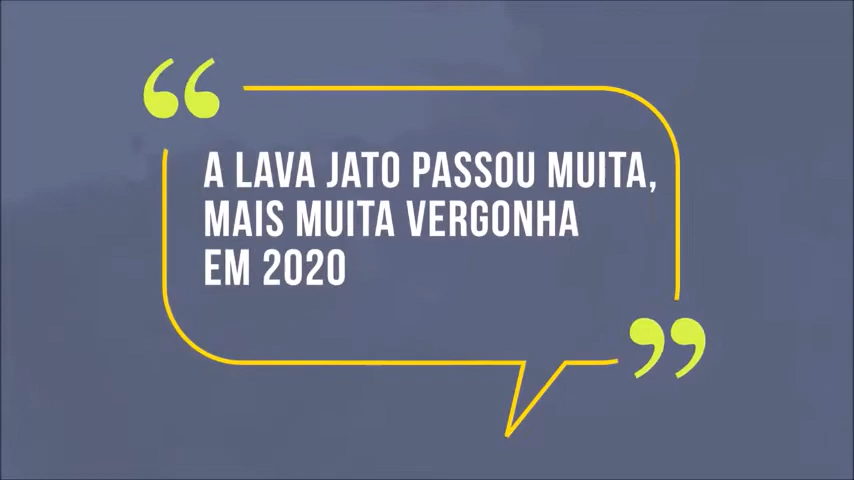 A LAVA JATO PASSOU MUITA,
MAIS MUITA VERGONHA
EM 2020